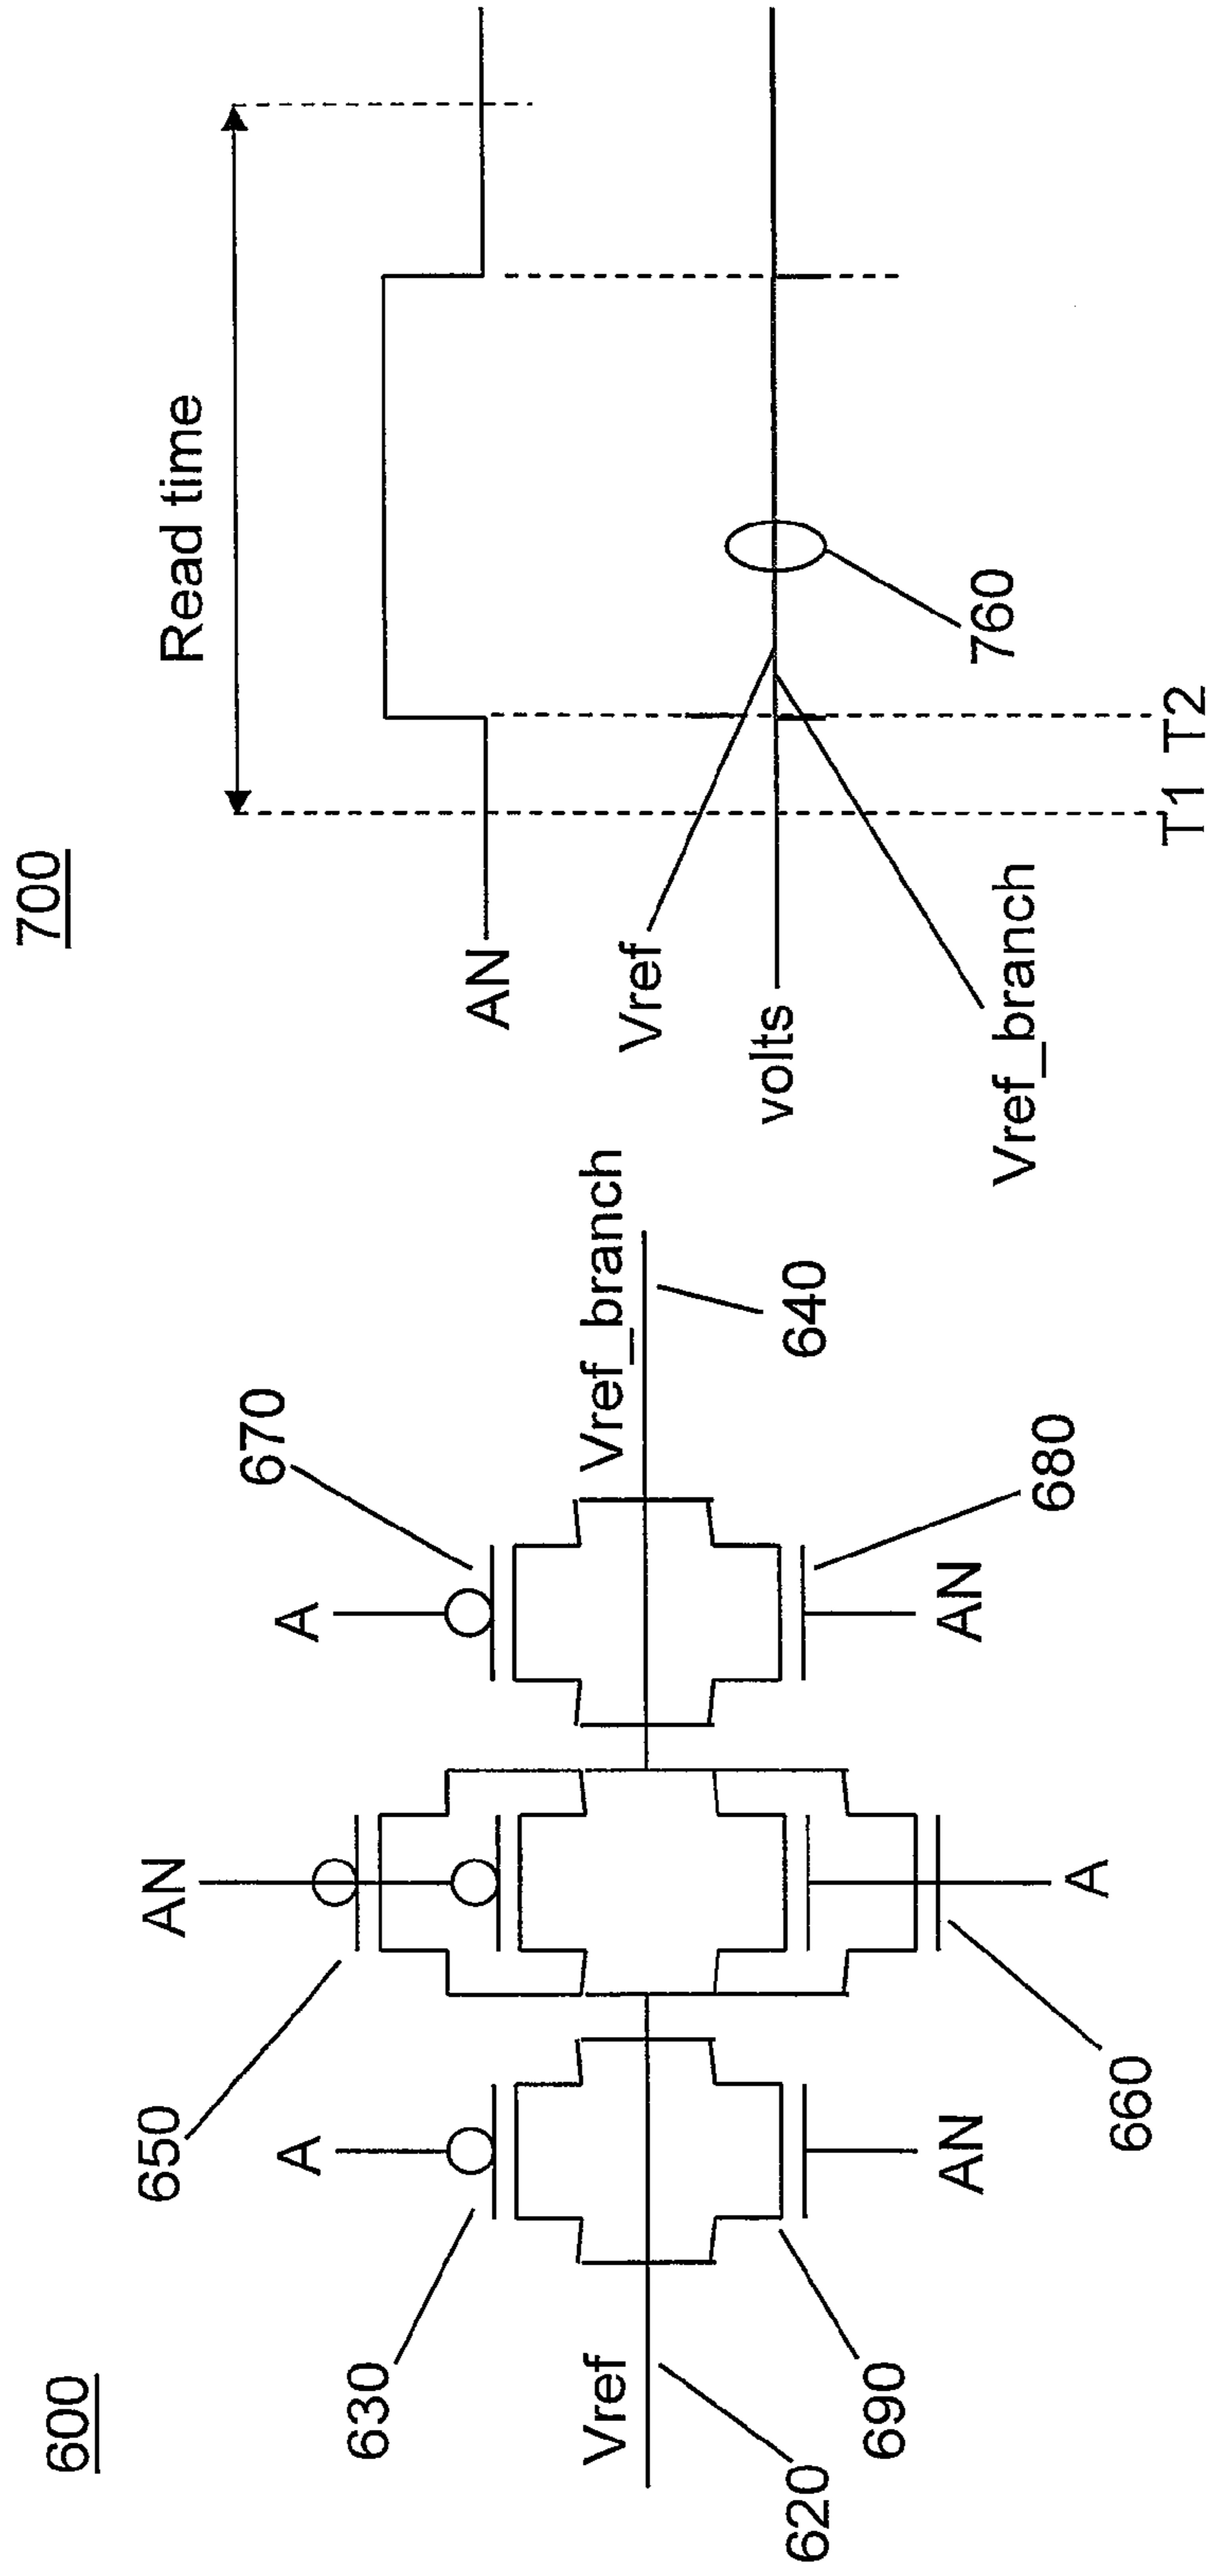 600
Vref
620
630
A
690
AN
650
AN
660
A
670
A
680
AN
Vref_branch
640
700
Read time
AN
Vref
volts
Vref_branch
760
T1 T2